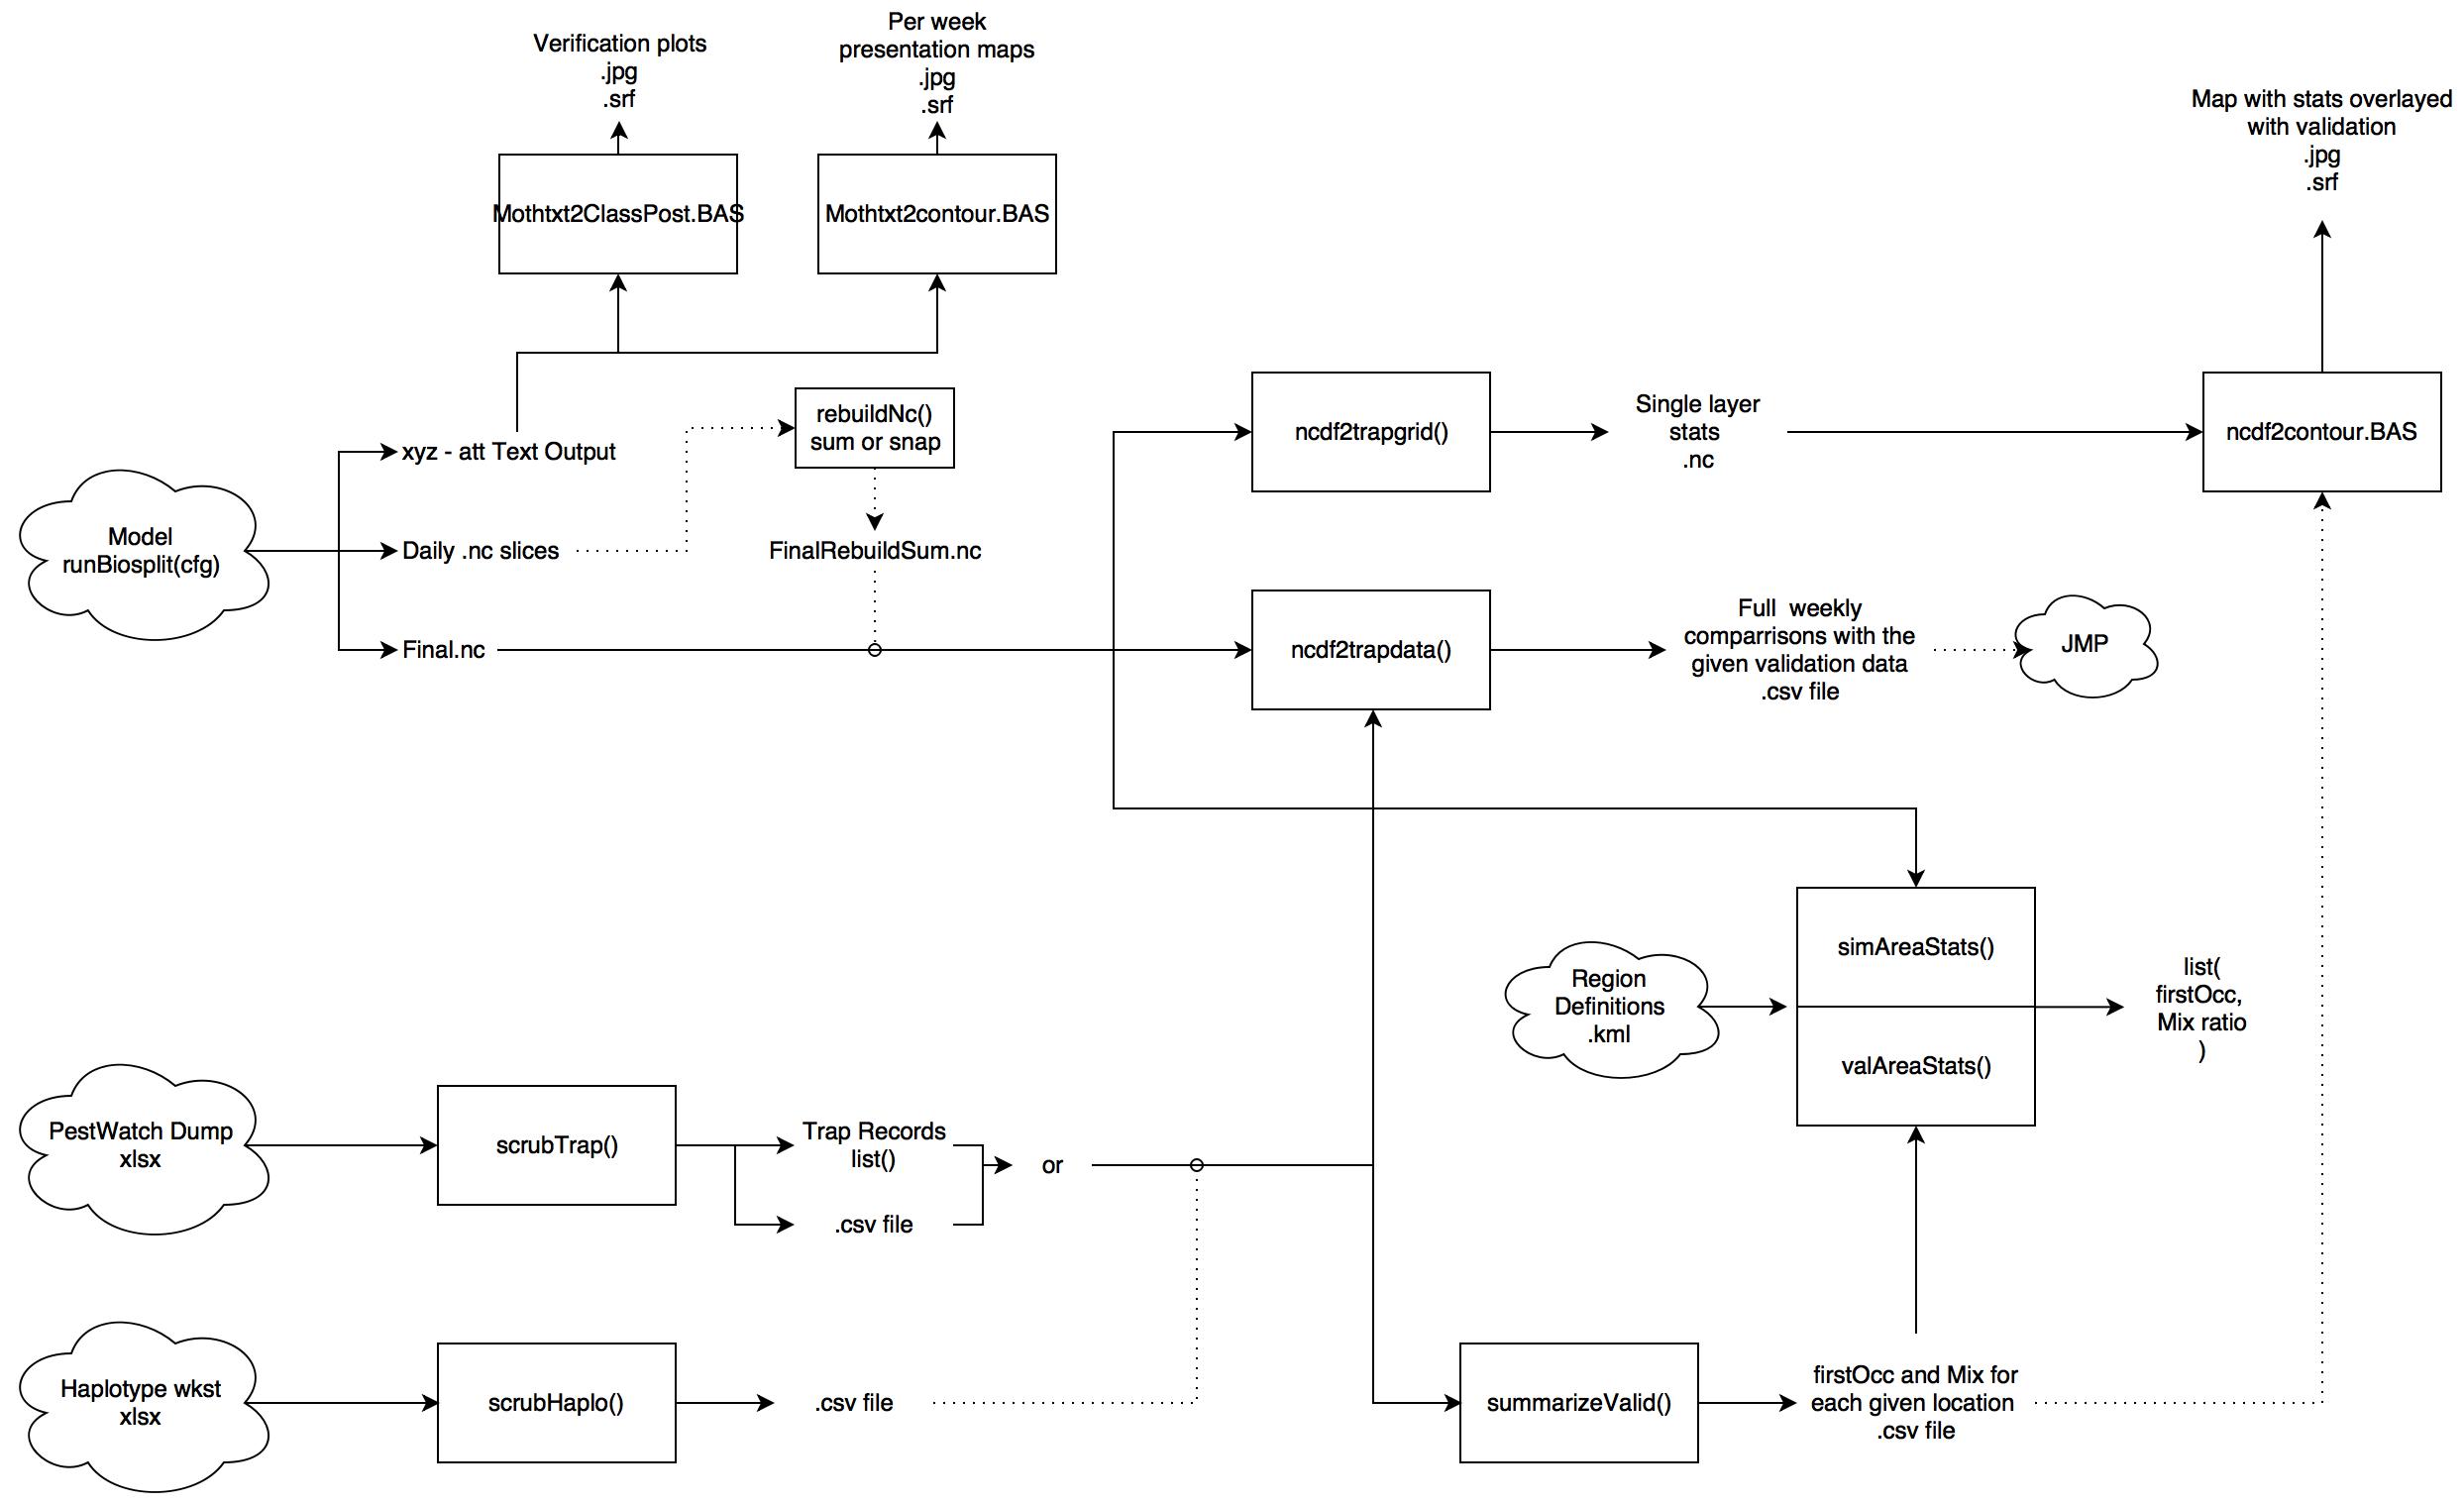 Verification plots
.jpg
.srf
Per week
presentation maps
.jpg
.srf
Map with stats overlayed
with validation
.jpg
.srf
Mothtxt2ClassPost.BAS
Mothtxt2contour.BAS
rebuildNc()
sum or snap
ncdf2trapgrid()
Single layer
stats
.nc
ncdf2contour.BAS
xyz - att Text Output
Model
runBiosplit(cfg)
Daily .nc slices
FinalRebuildSum.nc
Final.nc
ncdf2trapdata()
Full  weekly
comparrisons with the
given validation data
.csv file
JMP
Region
Definitions
.kml
simAreaStats()
valAreaStats()
list(
firstOcc,
Mix ratio
)
PestWatch Dump
xlsx
scrubTrap()
Trap Records
list()
.csv file
or
Haplotype wkst
xlsx
scrubHaplo()
.csv file
summarizeValid()
firstOcc and Mix for
each given location
.csv file